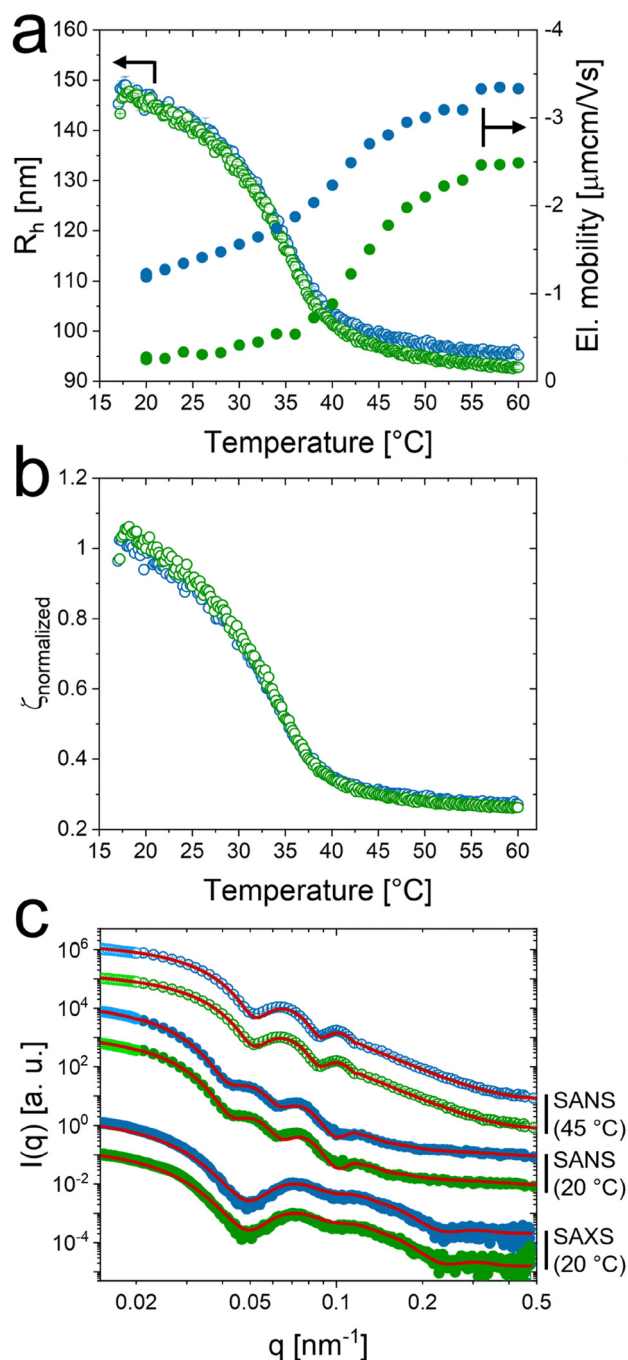 a
160
150
140
130
120
110
100
90
R_h [nm]
-4
-3
-2
-1
0
El. mobility [µmcm/Vs]
15 20 25 30 35 40 45 50 55 60
Temperature [°C]
b
1.2
1
0.8
0.6
0.4
0.2
ζ_normalized
15 20 25 30 35 40 45 50 55 60
Temperature [°C]
c
10^6
10^4
10^2
10^0
10^-2
10^-4
I(q) [a. u.]
SANS
(45 °C)
SANS
(20 °C)
SAXS
(20 °C)
0.02 0.05 0.1 0.5
q [nm^-1]